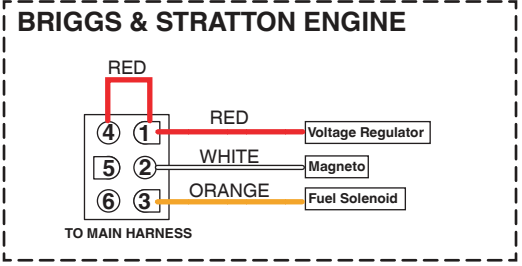 BRIGGS & STRATTON ENGINE
RED
4 1 RED Voltage Regulator
5 2 WHITE Magneto
6 3 ORANGE Fuel Solenoid
TO MAIN HARNESS